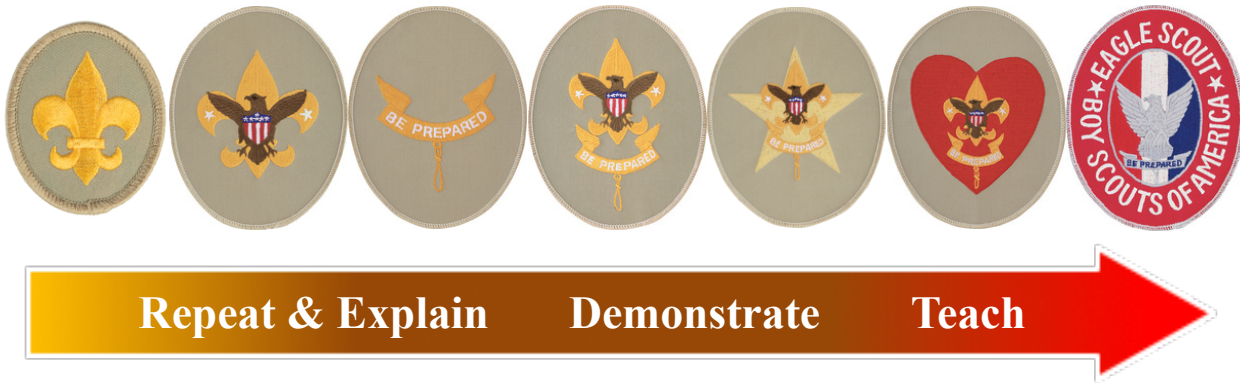 BE PREPARED
BE PREPARED
BE PREPARED
BE PREPARED
EAGLE SCOUT
BE PREPARED
BOY SCOUTS OF AMERICA
Repeat & Explain Demonstrate Teach